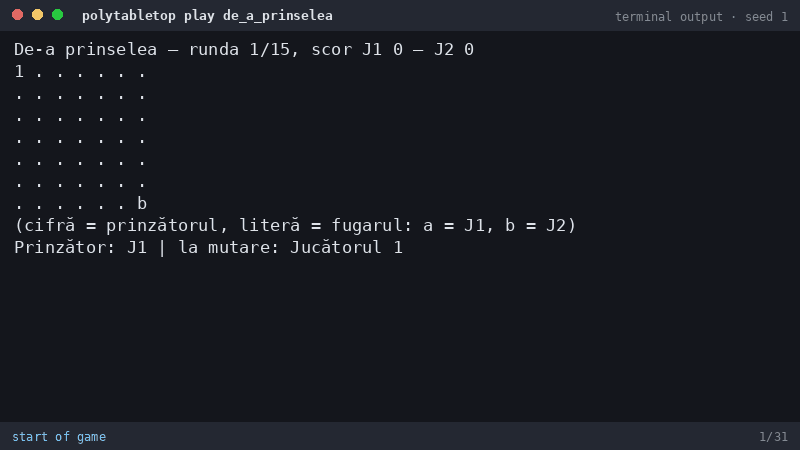 polytabletop play de_a_prinselea
terminal output · seed 1
De-a prinselea — runda 1/15, scor J1 0 — J2 0
1 . . . . . .
. . . . . . .
. . . . . . .
. . . . . . .
. . . . . . .
. . . . . . .
. . . . . . b
(cifră = prinzătorul, literă = fugarul: a = J1, b = J2)
Prinzător: J1 | la mutare: Jucătorul 1
start of game
1/31